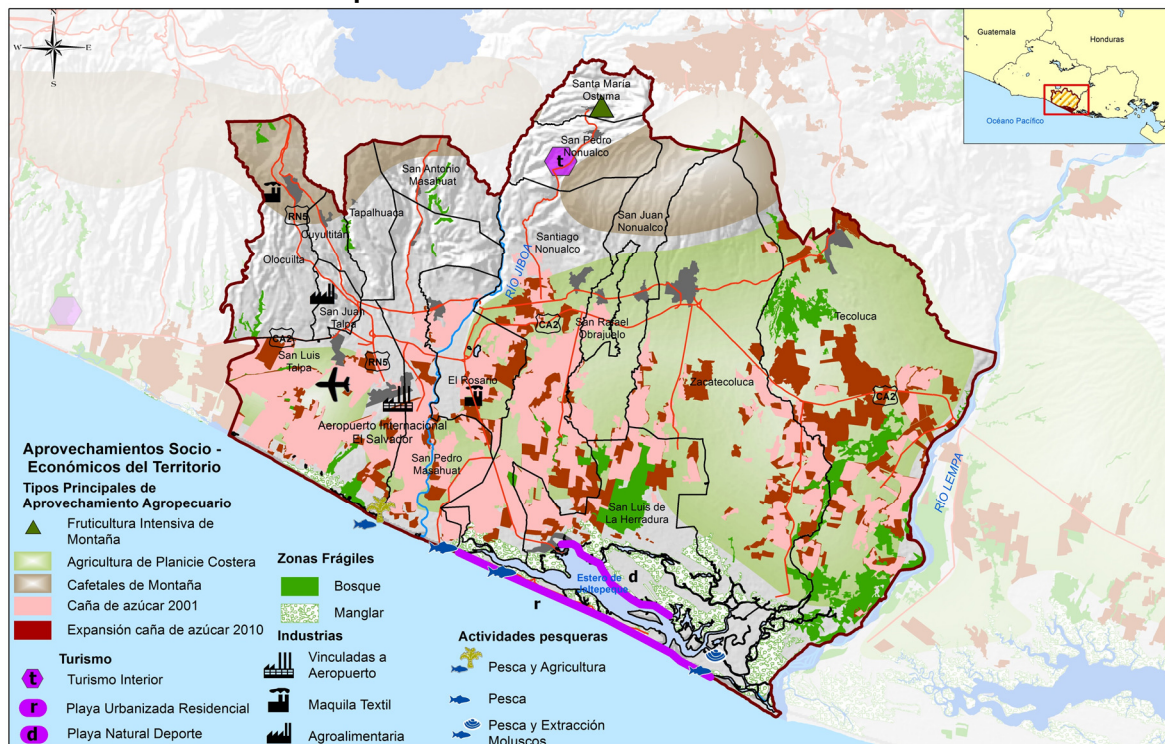 N
W
E
S
Guatemala
Honduras
Océano Pacífico
Santa María
Ostuma
San Pedro
Nonualco
t
San Antonio
Masahuat
Tapalhuaca
RN5
Cuyultitán
Olocuilta
San Juan
Nonualco
Santiago
Nonualco
RÍO JIBOA
San Juan
Talpa
CA2
San Rafael
Obrajuelo
Tecoluca
CA2
San Luis
Talpa
RN5
El Rosario
Zacatecoluca
CA2
Aeropuerto Internacional
El Salvador
San Pedro
Masahuat
RÍO LEMPA
San Luis de
La Herradura
Estero de
Jaltepeque
d
r
Aprovechamientos Socio -
Económicos del Territorio
Tipos Principales de
Aprovechamiento Agropecuario
Fruticultura Intensiva de
Montaña
Agricultura de Planicie Costera
Cafetales de Montaña
Caña de azúcar 2001
Expansión caña de azúcar 2010
Turismo
t Turismo Interior
r Playa Urbanizada Residencial
d Playa Natural Deporte
Zonas Frágiles
Bosque
Manglar
Industrias
Vinculadas a
Aeropuerto
Maquila Textil
Agroalimentaria
Actividades pesqueras
Pesca y Agricultura
Pesca
Pesca y Extracción
Moluscos